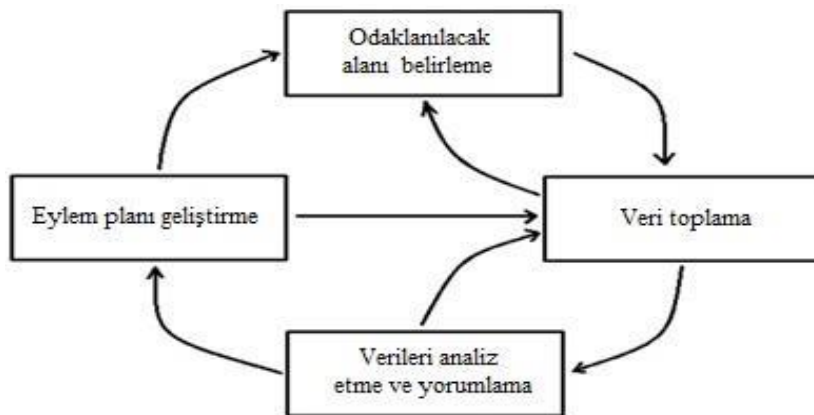 Odaklanılacak
alanı belirleme
Eylem planı geliştirme
Veri toplama
Verileri analiz
etme ve yorumlama